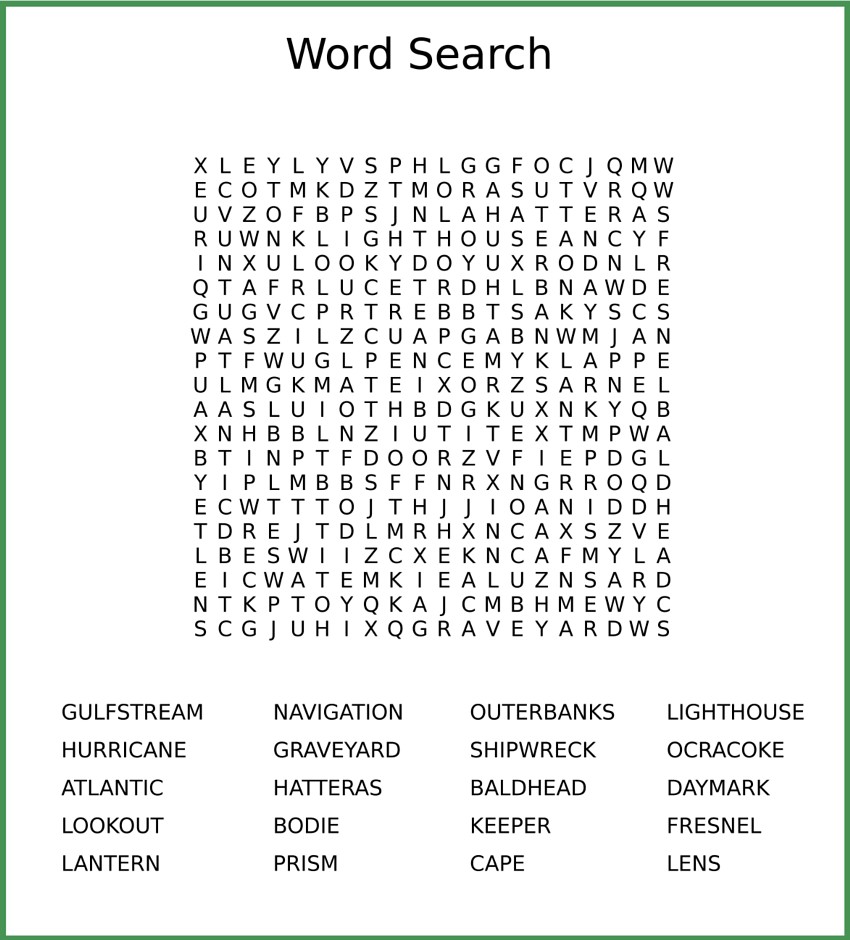 Word Search
X L E Y L Y V S P H L G G F O C J Q M W
E C O T M K D Z T M O R A S U T V R Q W
U V Z O F B P S J N L A H A T T E R A S
R U W N K L I G H T H O U S E A N C Y F
I N X U L O O K Y D O Y U X R O D N L R
Q T A F R L U C E T R D H L B N A W D E
G U G V C P R T R E B B T S A K Y S C S
W A S Z I L Z C U A P G A B N W M J A N
P T F W U G L P E N C E M Y K L A P P E
U L M G K M A T E I X O R Z S A R N E L
A A S L U I O T H B D G K U X N K Y Q B
X N H B B L N Z I U T I T E X T M P W A
B T I N P T F D O O R Z V F I E P D G L
Y I P L M B B S F F N R X N G R R O Q D
E C W T T T O J T H J J I O A N I D D H
T D R E J T D L M R H X N C A X S Z V E
L B E S W I I Z C X E K N C A F M Y L A
E I C W A T E M K I E A L U Z N S A R D
N T K P T O Y Q K A J C M B H M E W Y C
S C G J U H I X Q G R A V E Y A R D W S
GULFSTREAM NAVIGATION OUTERBANKS LIGHTHOUSE
HURRICANE GRAVEYARD SHIPWRECK OCRACOKE
ATLANTIC HATTERAS BALDHEAD DAYMARK
LOOKOUT BODIE KEEPER FRESNEL
LANTERN PRISM CAPE LENS